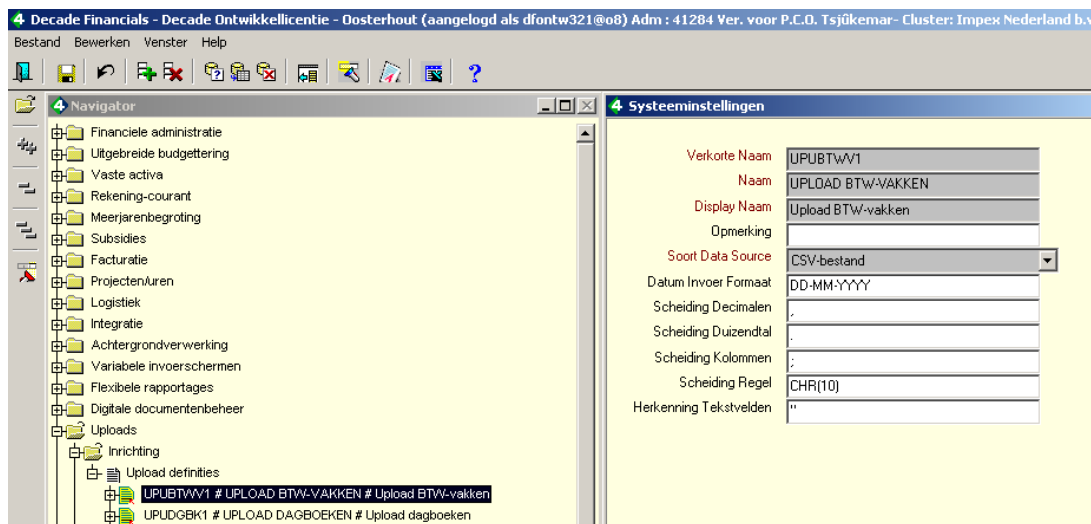 Decade Financials - Decade Ontwikkellicentie - Oosterhout (aangelogd als dfontw321@o8) Adm : 41284 Ver. voor P.C.O. Tsjûkemar- Cluster: Impex Nederland b.v
Bestand Bewerken Venster Help
Navigator
Financiele administratie
Uitgebreide budgettering
Vaste activa
Rekening-courant
Meerjarenbegroting
Subsidies
Facturatie
Projecten/uren
Logistiek
Integratie
Achtergrondverwerking
Variabele invoerschermen
Flexibele rapportages
Digitale documentenbeheer
Uploads
Inrichting
Upload definities
UPUBTWV1 # UPLOAD BTW-VAKKEN # Upload BTW-vakken
UPUDGBK1 # UPLOAD DAGBOEKEN # Upload dagboeken
Systeeminstellingen
Verkorte Naam UPUBTWV1
Naam UPLOAD BTW-VAKKEN
Display Naam Upload BTW-vakken
Opmerking
Soort Data Source CSV-bestand
Datum Invoer Formaat DD-MM-YYYY
Scheiding Decimalen ,
Scheiding Duizendtal .
Scheiding Kolommen ;
Scheiding Regel CHR(10)
Herkenning Tekstvelden "